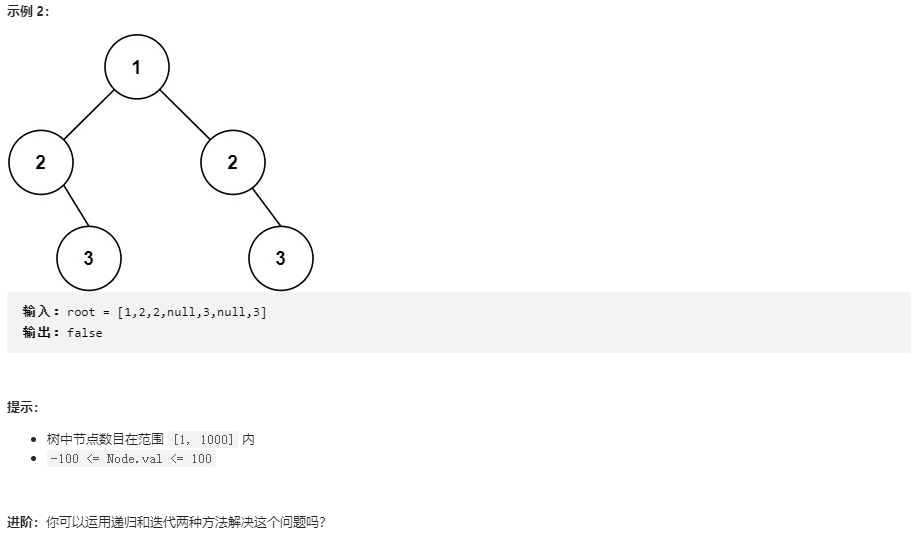 示例 2：
1
2
2
3
3
输入：root = [1,2,2,null,3,null,3]
输出：false
提示：
树中节点数目在范围 [1, 1000] 内
-100 <= Node.val <= 100
进阶：你可以运用递归和迭代两种方法解决这个问题吗？